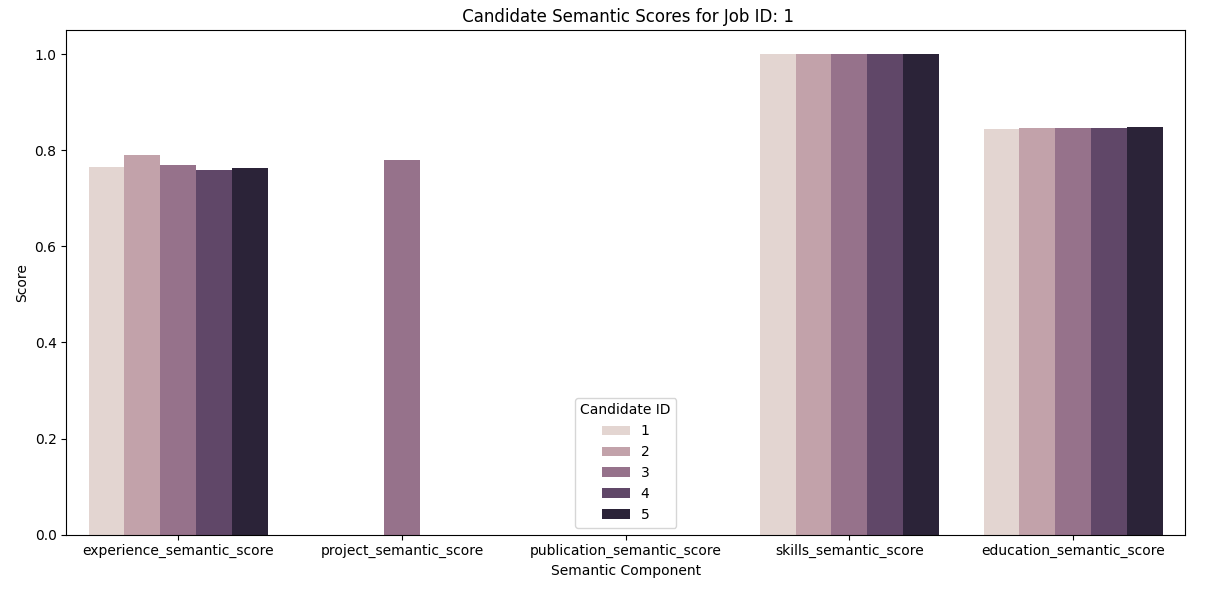 Candidate Semantic Scores for Job ID: 1
Score
1.0
0.8
0.6
0.4
0.2
0.0
Candidate ID
1
2
3
4
5
experience_semantic_score
project_semantic_score
publication_semantic_score
skills_semantic_score
education_semantic_score
Semantic Component